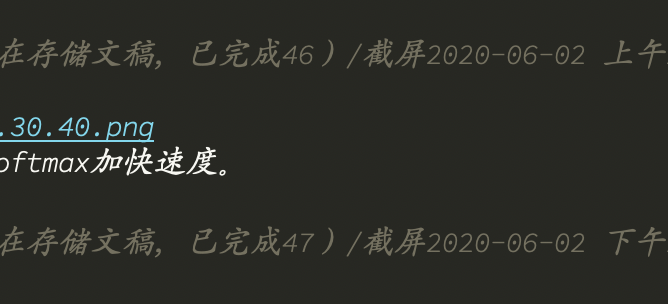 在存储文稿, 已完成46）/截屏2020-06-02 上午
.30.40.png
oftmax加快速度。
在存储文稿, 已完成47）/截屏2020-06-02 下午